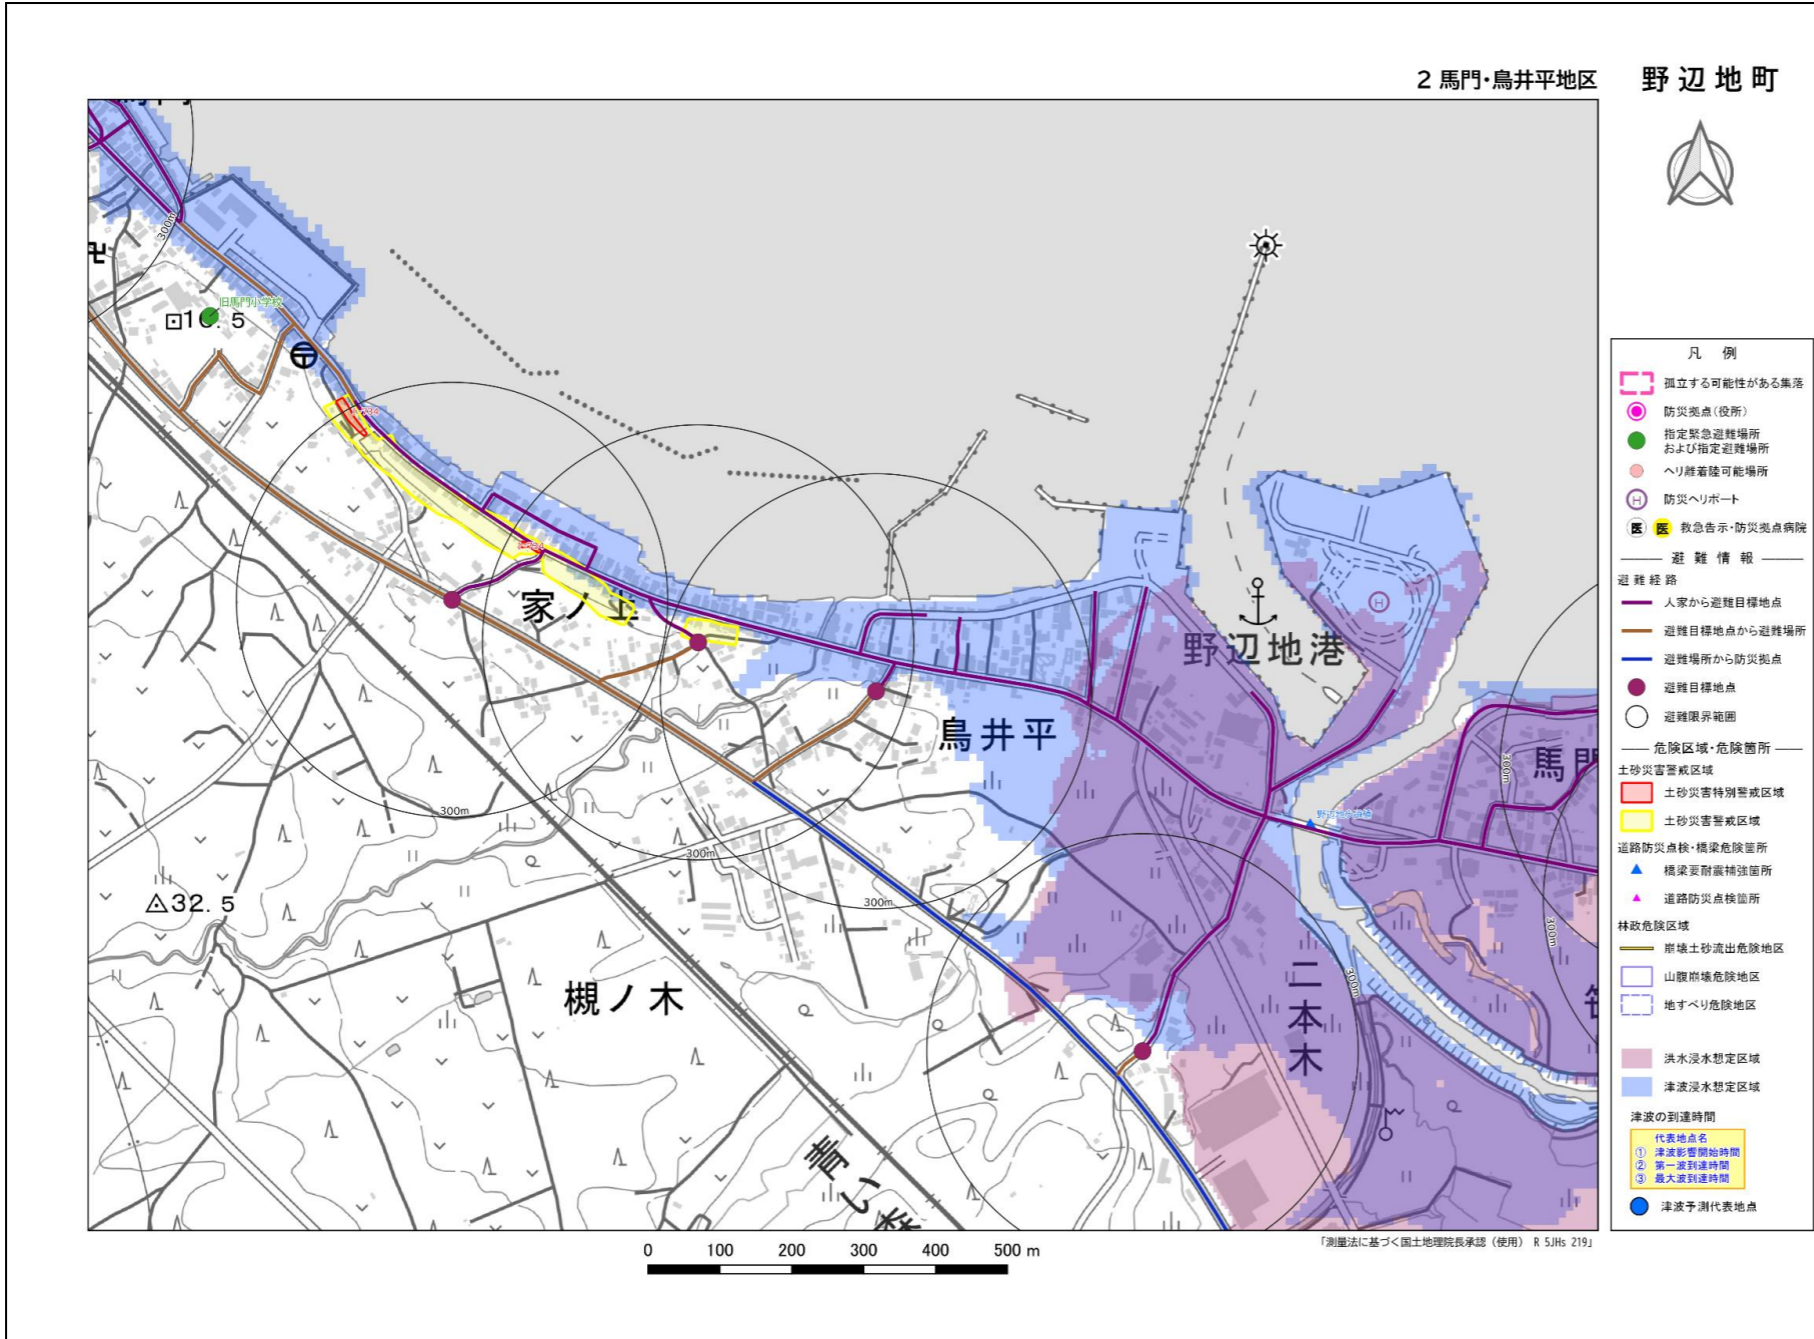 2 馬門・鳥井平地区
野辺地町
300m
卍
旧馬門小学校
10.5
家ノ上
300m
300m
300m
野辺地港
H
鳥井平
300m
300m
300m
32.5
槻ノ木
二本木
青い森
凡 例
孤立する可能性がある集落
防災拠点(役所)
指定緊急避難場所
および指定避難場所
ヘリ離着陸可能場所
H 防災ヘリポート
医 医 救急告示・防災拠点病院
避 難 情 報
避 難 経 路
人家から避難目標地点
避難目標地点から避難場所
避難場所から防災拠点
避難目標地点
避難限界範囲
危険区域・危険箇所
土砂災害警戒区域
土砂災害特別警戒区域
土砂災害警戒区域
道路防災点検・橋梁危険箇所
橋梁要耐震補強箇所
道路防災点検箇所
林政危険区域
崩壊土砂流出危険地区
山腹崩壊危険地区
地すべり危険地区
洪水浸水想定区域
津波浸水想定区域
津波の到達時間
代表地点名
① 津波影響開始時間
② 第一波到達時間
③ 最大波到達時間
津波予測代表地点
「測量法に基づく国土地理院長承認（使用） R 5JHs 219」
0 100 200 300 400 500 m